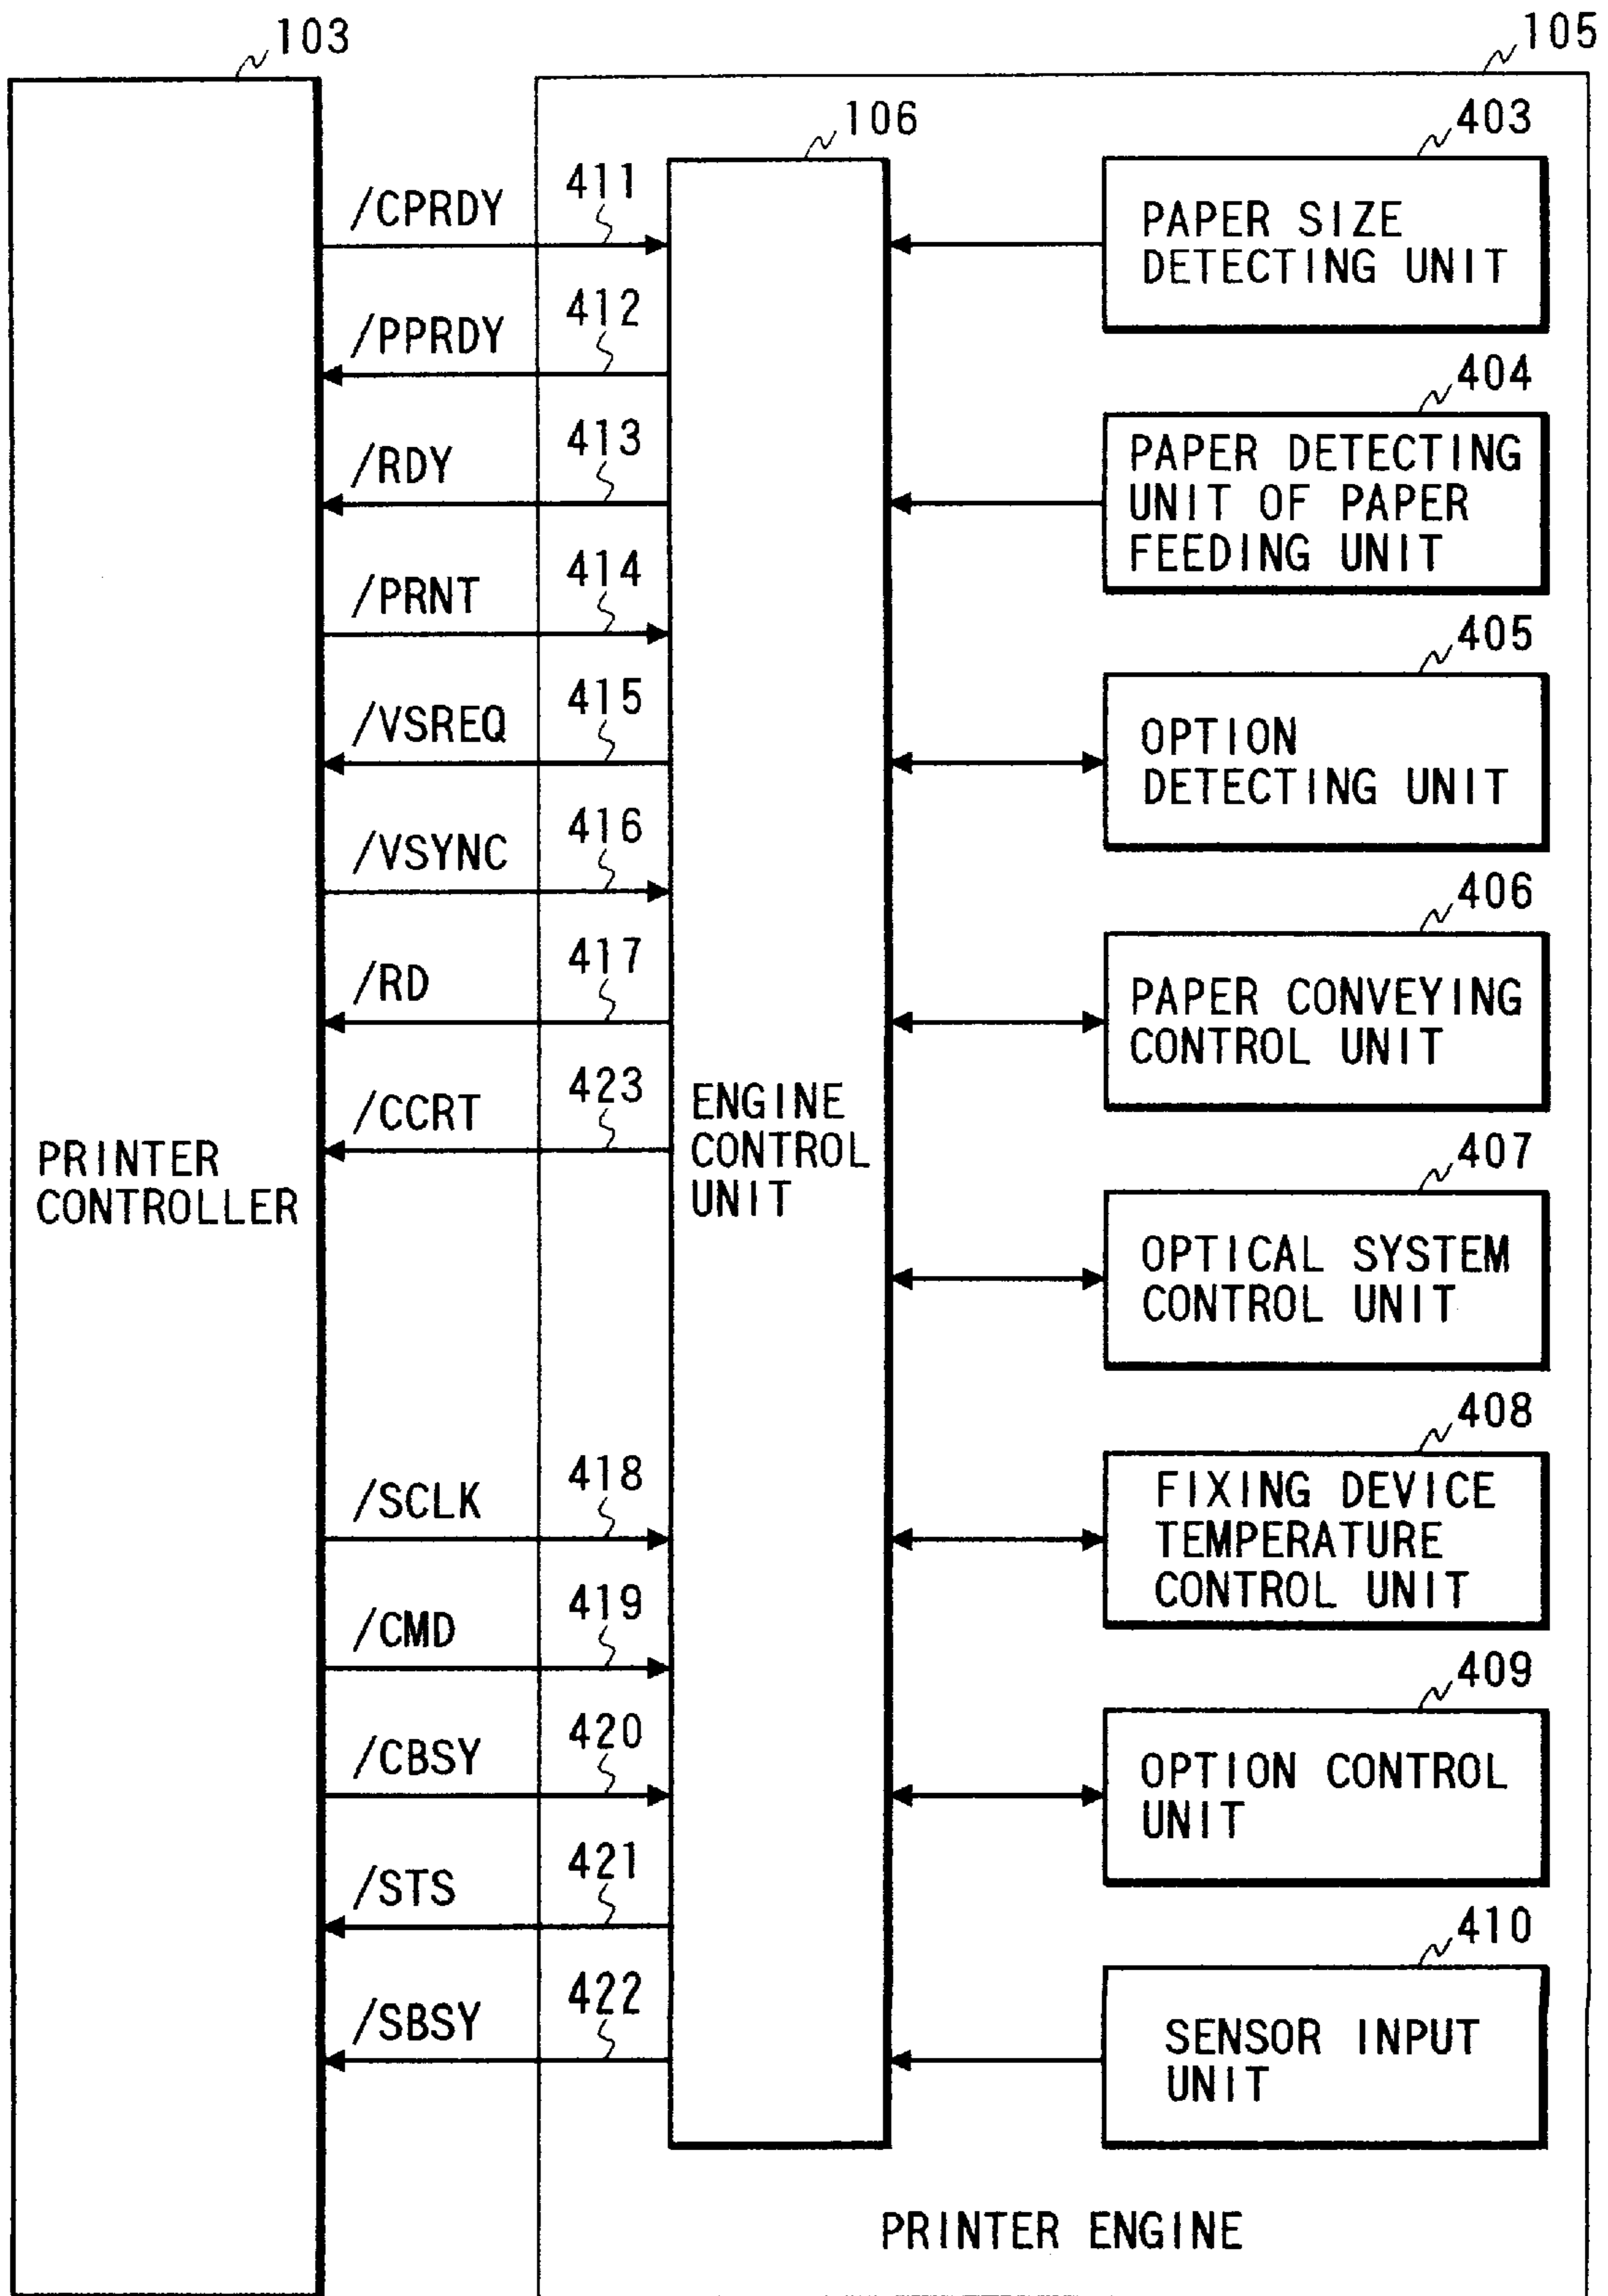 103
105
106
403
/CPRDY
411
PAPER SIZE
DETECTING UNIT
/PPRDY
412
404
/RDY
413
PAPER DETECTING
UNIT OF PAPER
FEEDING UNIT
/PRNT
414
405
/VSREQ
415
OPTION
DETECTING UNIT
/VSYNC
416
406
/RD
417
PAPER CONVEYING
CONTROL UNIT
/CCRT
423
ENGINE
CONTROL
UNIT
PRINTER
CONTROLLER
407
OPTICAL SYSTEM
CONTROL UNIT
408
/SCLK
418
FIXING DEVICE
TEMPERATURE
CONTROL UNIT
/CMD
419
409
/CBSY
420
OPTION CONTROL
UNIT
/STS
421
410
/SBSY
422
SENSOR INPUT
UNIT
PRINTER ENGINE